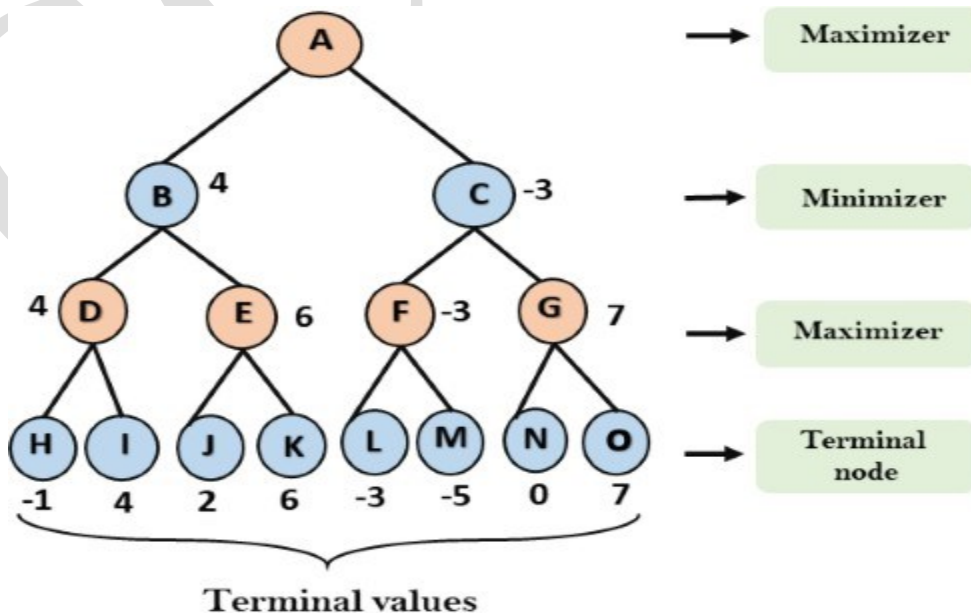 A
Maximizer
B 4
C -3
Minimizer
4 D
E 6
F -3
G 7
Maximizer
H I J K L M N O
Terminal
node
-1 4 2 6 -3 -5 0 7
Terminal values